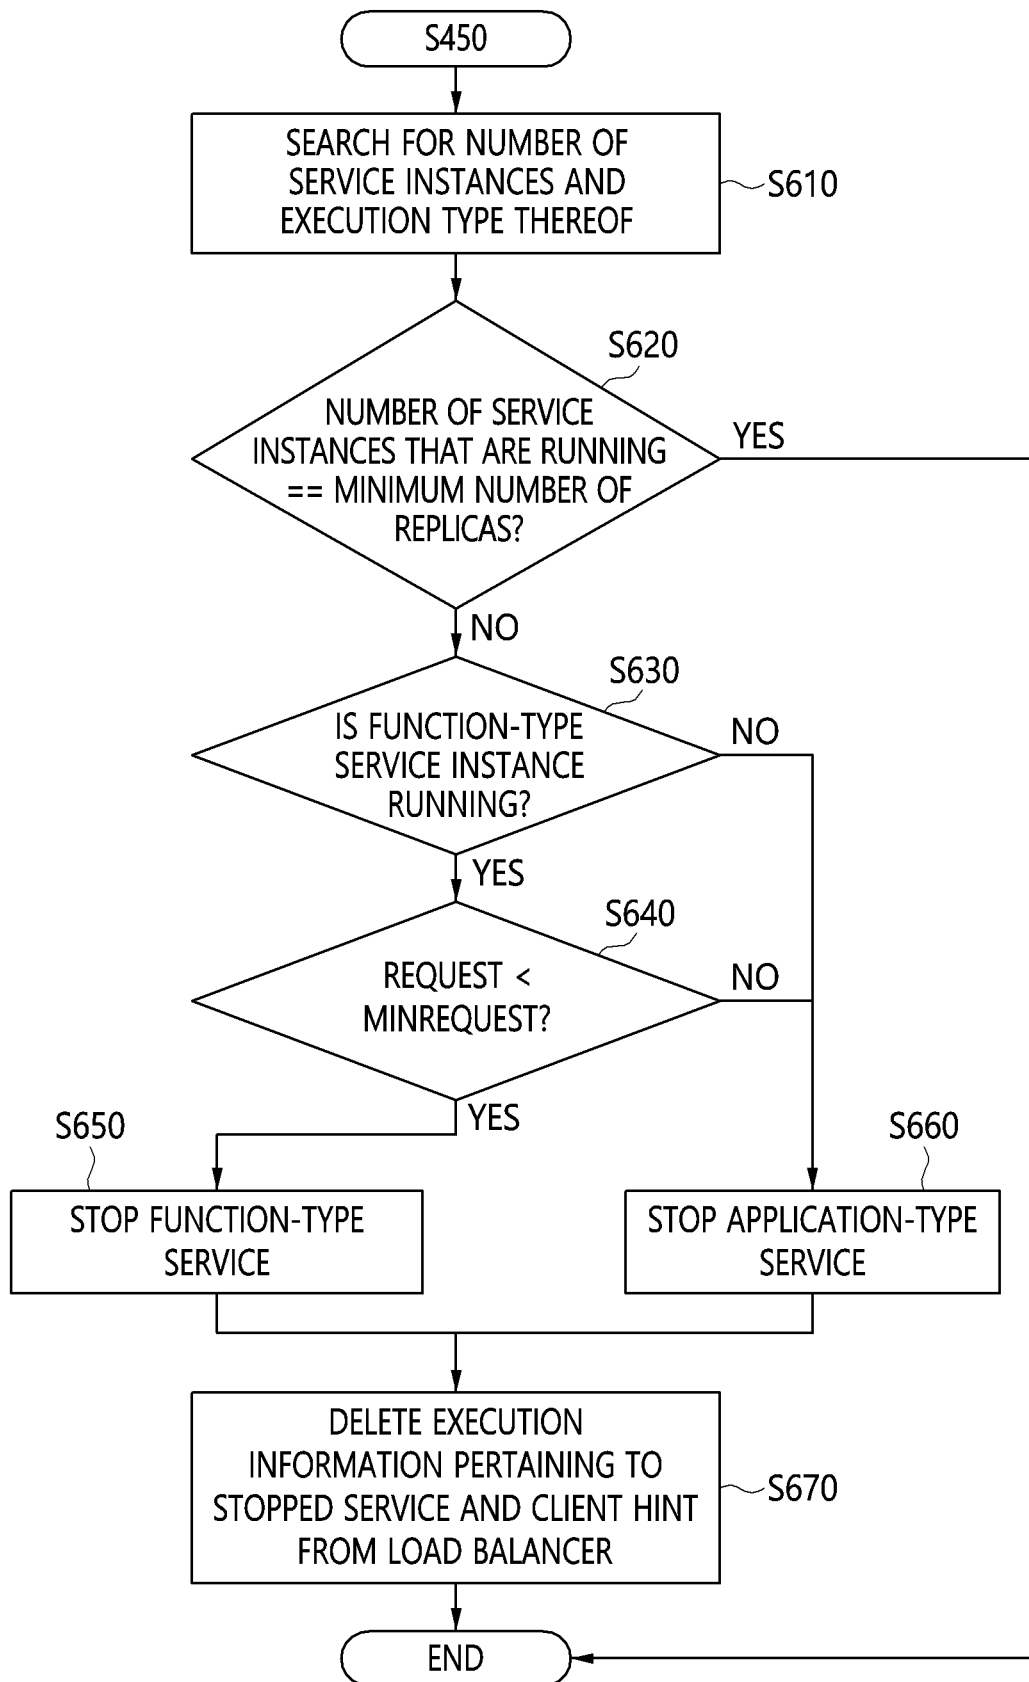 S450
SEARCH FOR NUMBER OF
SERVICE INSTANCES AND
EXECUTION TYPE THEREOF
S610
S620
NUMBER OF SERVICE
INSTANCES THAT ARE RUNNING
== MINIMUM NUMBER OF
REPLICAS?
YES
NO
S630
IS FUNCTION-TYPE
SERVICE INSTANCE
RUNNING?
NO
YES
S640
REQUEST <
MINREQUEST?
NO
YES
S650
STOP FUNCTION-TYPE
SERVICE
S660
STOP APPLICATION-TYPE
SERVICE
DELETE EXECUTION
INFORMATION PERTAINING TO
STOPPED SERVICE AND CLIENT HINT
FROM LOAD BALANCER
S670
END